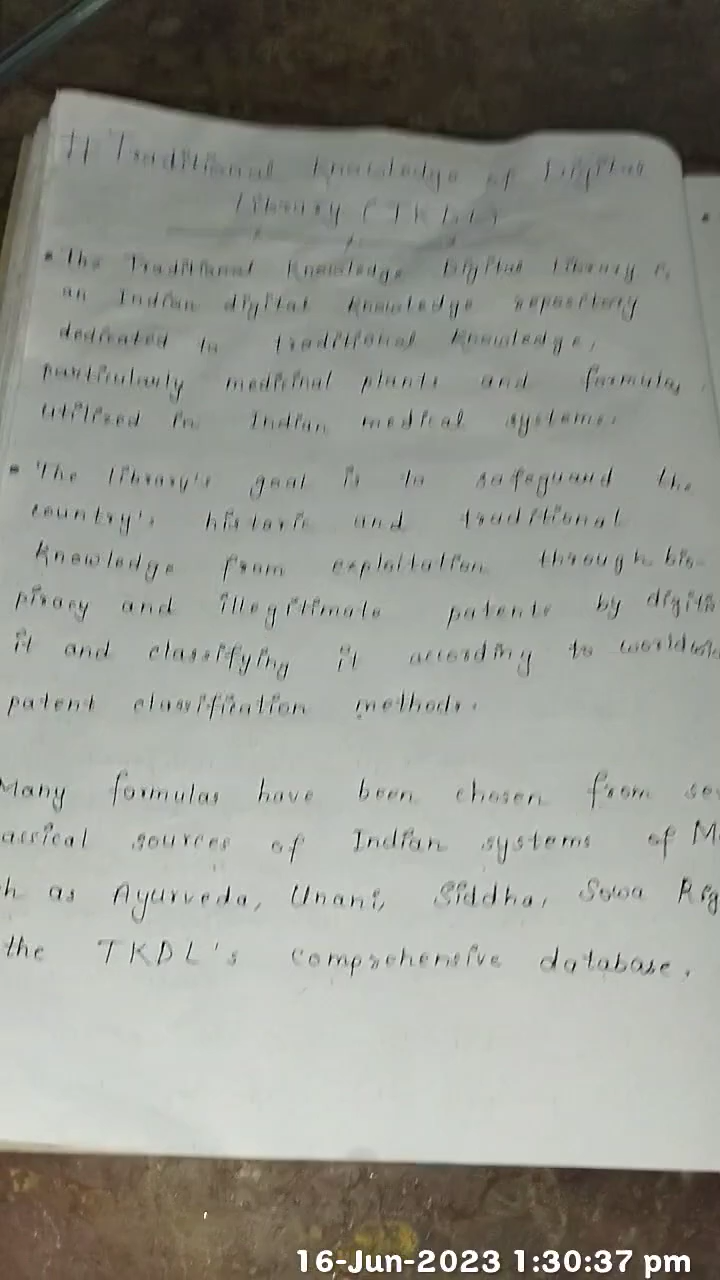 # Traditional knowledge of Digital
Library (TKDL)
• The Traditional Knowledge Digital Library is
an Indian digital knowledge repository
dedicated to traditional knowledge,
particularly medicinal plants and formulas,
utilized in Indian medical systems.
• The library's goal is to safeguard the
country's historic and traditional
knowledge from exploitation through bio-
piracy and illegitimate patents by
it and classifying it according to
patent classification methods.
Many formulas have been chosen from
sources of Indian systems of
as Ayurveda, Unani, Siddha, Sowa
the TKDL's comprehensive database.
16-Jun-2023 1:30:37 pm